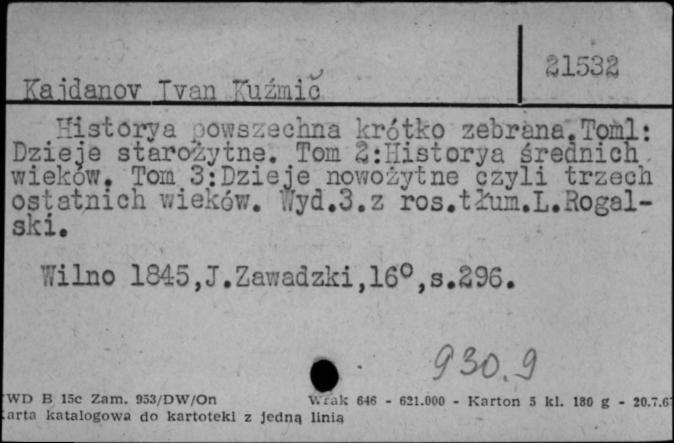 21532
Kajdanov Ivan Kuźmič
Historya powszechna krótko zebrana.Tom1:
Dzieje starożytne. Tom 2:Historya średnich
wieków. Tom 3:Dzieje nowożytne czyli trzech
ostatnich wieków. Wyd.3.z ros.tłum.L.Rogal-
ski.
Wilno 1845,J.Zawadzki,16°,s.296.
930.9
WD B 15c Zam. 953/DW/On Wrak 646 - 621.000 - Karton 5 kl. 180 g - 20.7.67
karta katalogowa do kartoteki z jedną linią